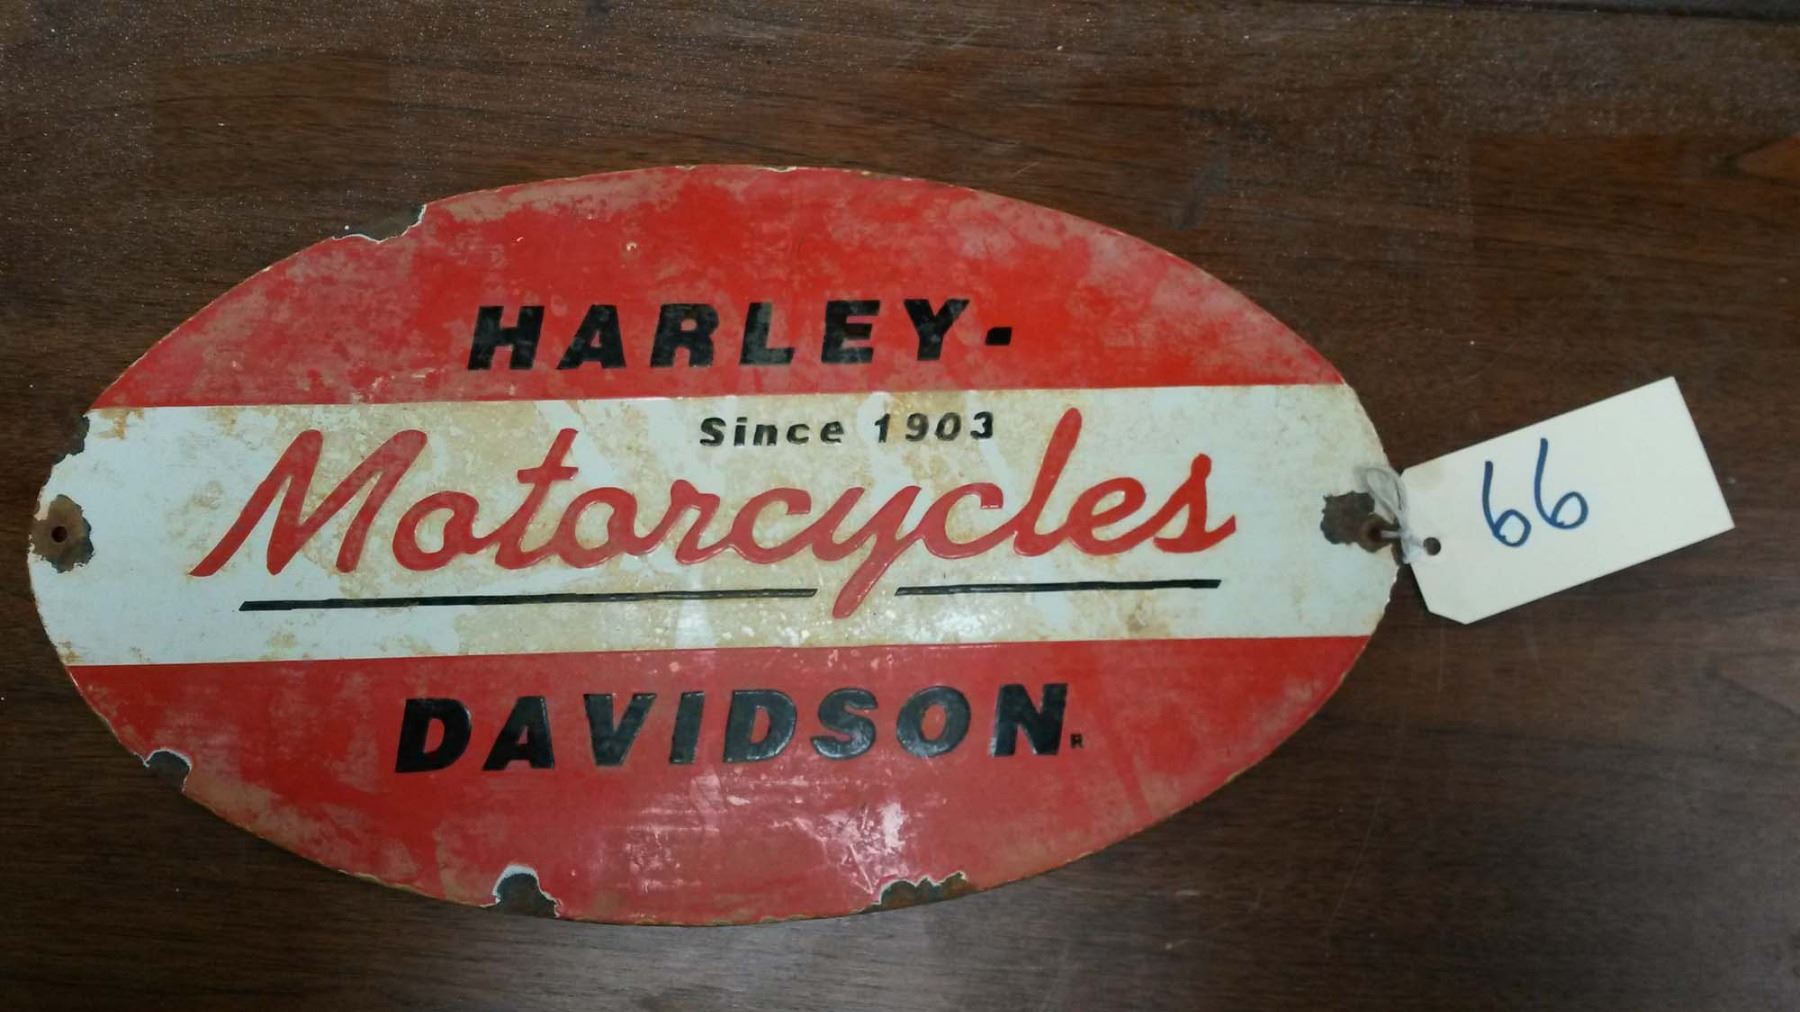 HARLEY-
Since 1903
Motorcycles
DAVIDSON R
66